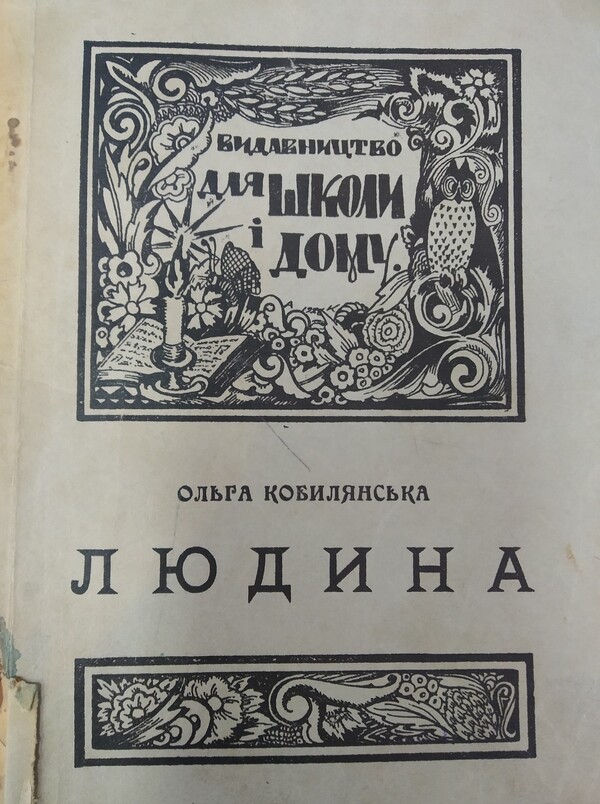 ВИДАВНИЦТВО
ДЛЯ ШКОЛИ
і ДОМУ.
ОЛЬГА КОБИЛЯНСЬКА
ЛЮДИНА